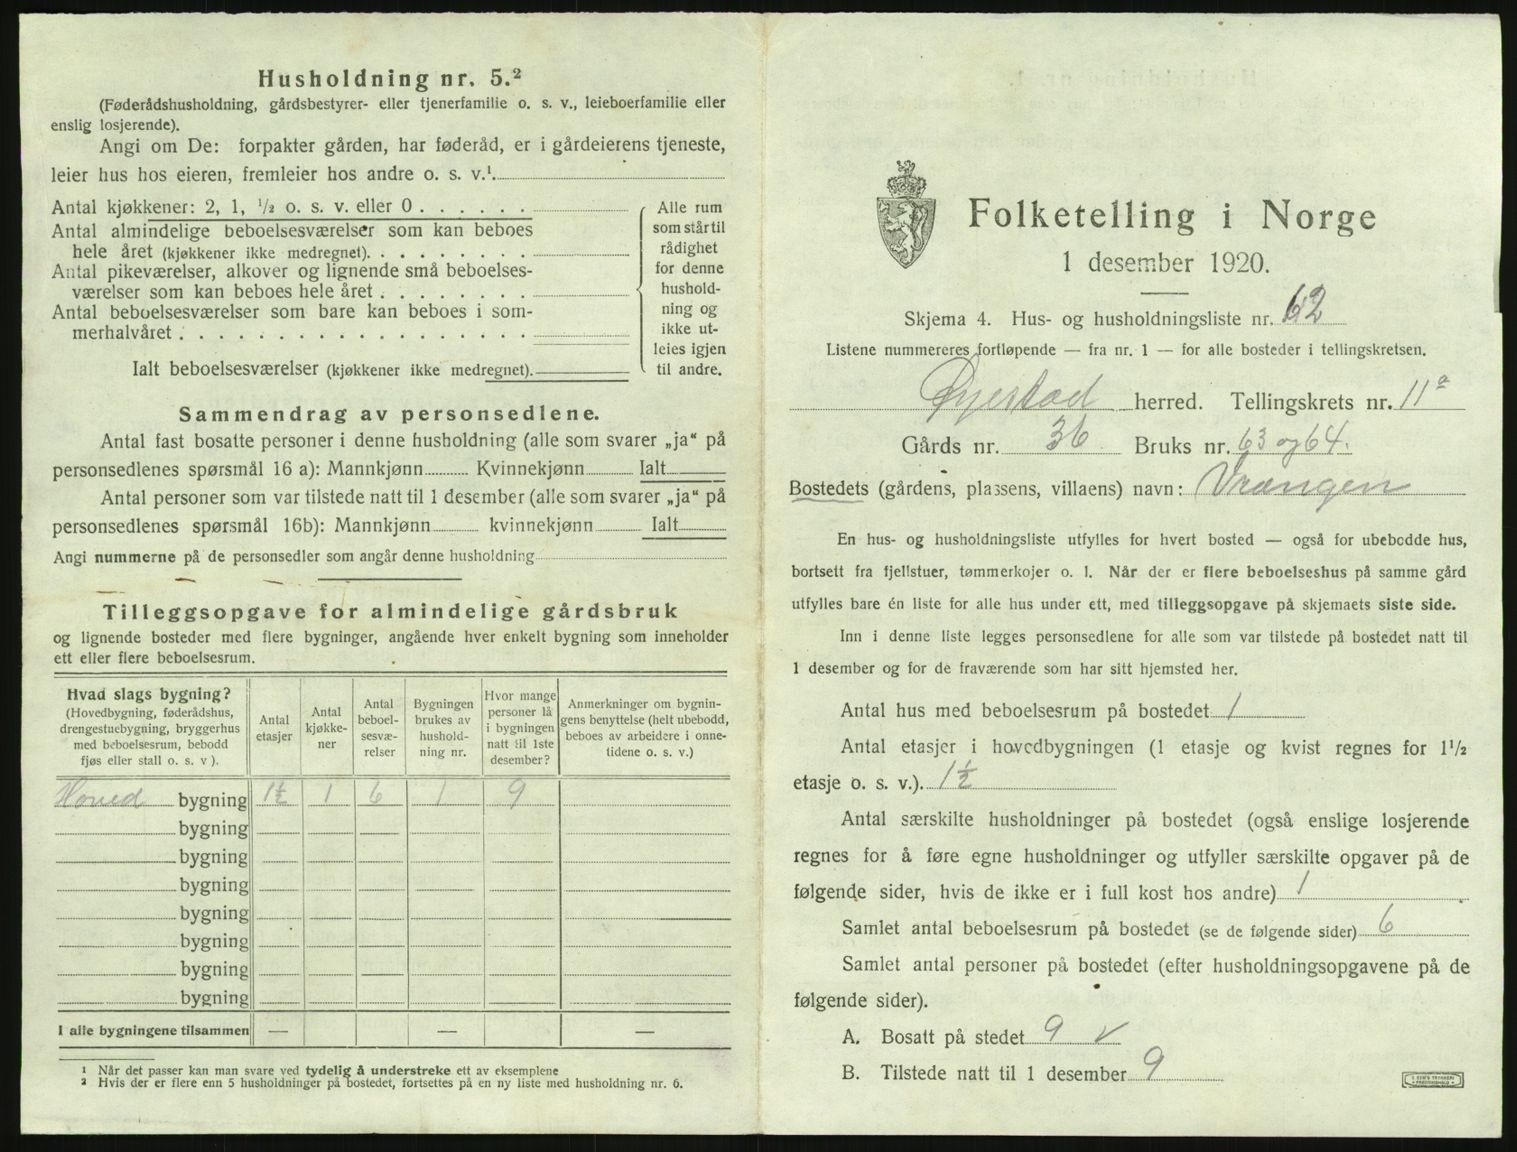 Husholdning nr. 5.²
(Føderådshusholdning, gårdsbestyrer- eller tjenerfamilie o. s. v., leieboerfamilie eller
enslig losjerende).
Angi om De: forpakter gården, har føderåd, er i gårdeierens tjeneste,
leier hus hos eieren, fremleier hos andre o. s. v.¹.
Antal kjøkkener: 2, 1, ½ o. s. v. eller 0 . . . . . .
Antal almindelige beboelsesværelser som kan beboes
hele året (kjøkkener ikke medregnet). . . . . . . . .
Antal pikeværelser, alkover og lignende små beboelses-
værelser som kan beboes hele året . . . . . . . .
Antal beboelsesværelser som bare kan beboes i som-
merhalvåret . . . . . . . . . . . . . . . . . .
Ialt beboelsesværelser (kjøkkener ikke medregnet).
Alle rum
som står til
rådighet
for denne
hushold-
ning og
ikke ut-
leies igjen
til andre.
Sammendrag av personsedlene.
Antal fast bosatte personer i denne husholdning (alle som svarer „ja“ på
personsedlenes spørsmål 16 a): Mannkjønn Kvinnekjønn Ialt
Antal personer som var tilstede natt til 1 desember (alle som svarer „ja“ på
personsedlenes spørsmål 16b): Mannkjønn kvinnekjønn Ialt
Angi nummerne på de personsedler som angår denne husholdning
Tilleggsopgave for almindelige gårdsbruk
og lignende bosteder med flere bygninger, angående hver enkelt bygning som inneholder
ett eller flere beboelsesrum.
Hvad slags bygning?
(Hovedbygning, føderådshus,
drengestuebygning, bryggerhus
med beboelsesrum, bebodd
fjøs eller stall o. s. v ).
Antal
etasjer
Antal
kjøkke-
ner
Antal
beboel-
sesvæ-
relser
Bygningen
brukes av
hushold-
ning nr.
Hvor mange
personer lå
i bygningen
natt til 1ste
desember?
Anmerkninger om bygnin-
gens benyttelse (helt ubebodd,
beboes av arbeidere i onne-
tidene o. s. v.)
Hoved bygning 1½ 1 6 1 9
bygning
bygning
bygning
bygning
bygning
bygning
bygning
I alle bygningene tilsammen — — —
¹ Når det passer kan man svare ved tydelig å understreke ett av eksemplene
² Hvis der er flere enn 5 husholdninger på bostedet, fortsettes på en ny liste med husholdning nr. 6.
Folketelling i Norge
1 desember 1920.
Skjema 4. Hus- og husholdningsliste nr. 62
Listene nummereres fortløpende — fra nr. 1 — for alle bosteder i tellingskretsen.
Øyestad herred. Tellingskrets nr. 11a
Gårds nr. 36 Bruks nr. 63 og 64.
Bostedets (gårdens, plassens, villaens) navn: Vrængen
En hus- og husholdningsliste utfylles for hvert bosted — også for ubebodde hus,
bortsett fra fjellstuer, tømmerkojer o. l. Når der er flere beboelseshus på samme gård
utfylles bare én liste for alle hus under ett, med tilleggsopgave på skjemaets siste side.
Inn i denne liste legges personsedlene for alle som var tilstede på bostedet natt til
1 desember og for de fraværende som har sitt hjemsted her.
Antal hus med beboelsesrum på bostedet 1
Antal etasjer i hovedbygningen (1 etasje og kvist regnes for 1½
etasje o. s. v.). 1½
Antal særskilte husholdninger på bostedet (også enslige losjerende
regnes for å føre egne husholdninger og utfyller særskilte opgaver på de
følgende sider, hvis de ikke er i full kost hos andre) 1
Samlet antal beboelsesrum på bostedet (se de følgende sider) 6
Samlet antal personer på bostedet (efter husholdningsopgavene på de
følgende sider).
A. Bosatt på stedet 9 ✓
B. Tilstede natt til 1 desember 9